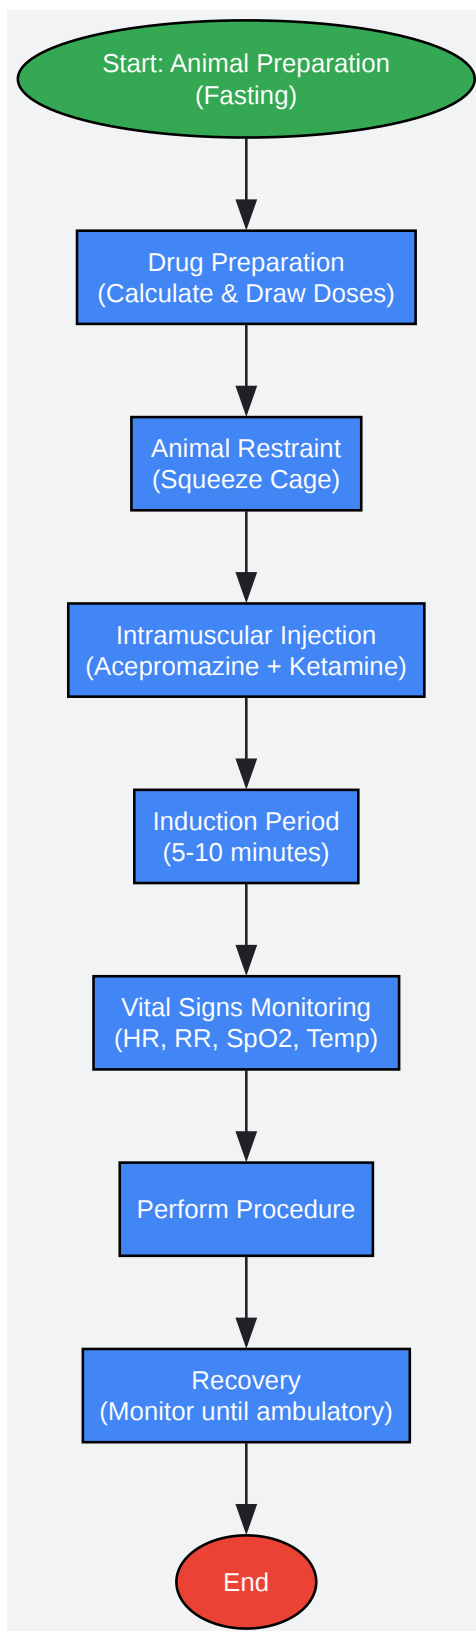 Start: Animal Preparation
(Fasting)
Drug Preparation
(Calculate & Draw Doses)
Animal Restraint
(Squeeze Cage)
Intramuscular Injection
(Acepromazine + Ketamine)
Induction Period
(5-10 minutes)
Vital Signs Monitoring
(HR, RR, SpO2, Temp)
Perform Procedure
Recovery
(Monitor until ambulatory)
End